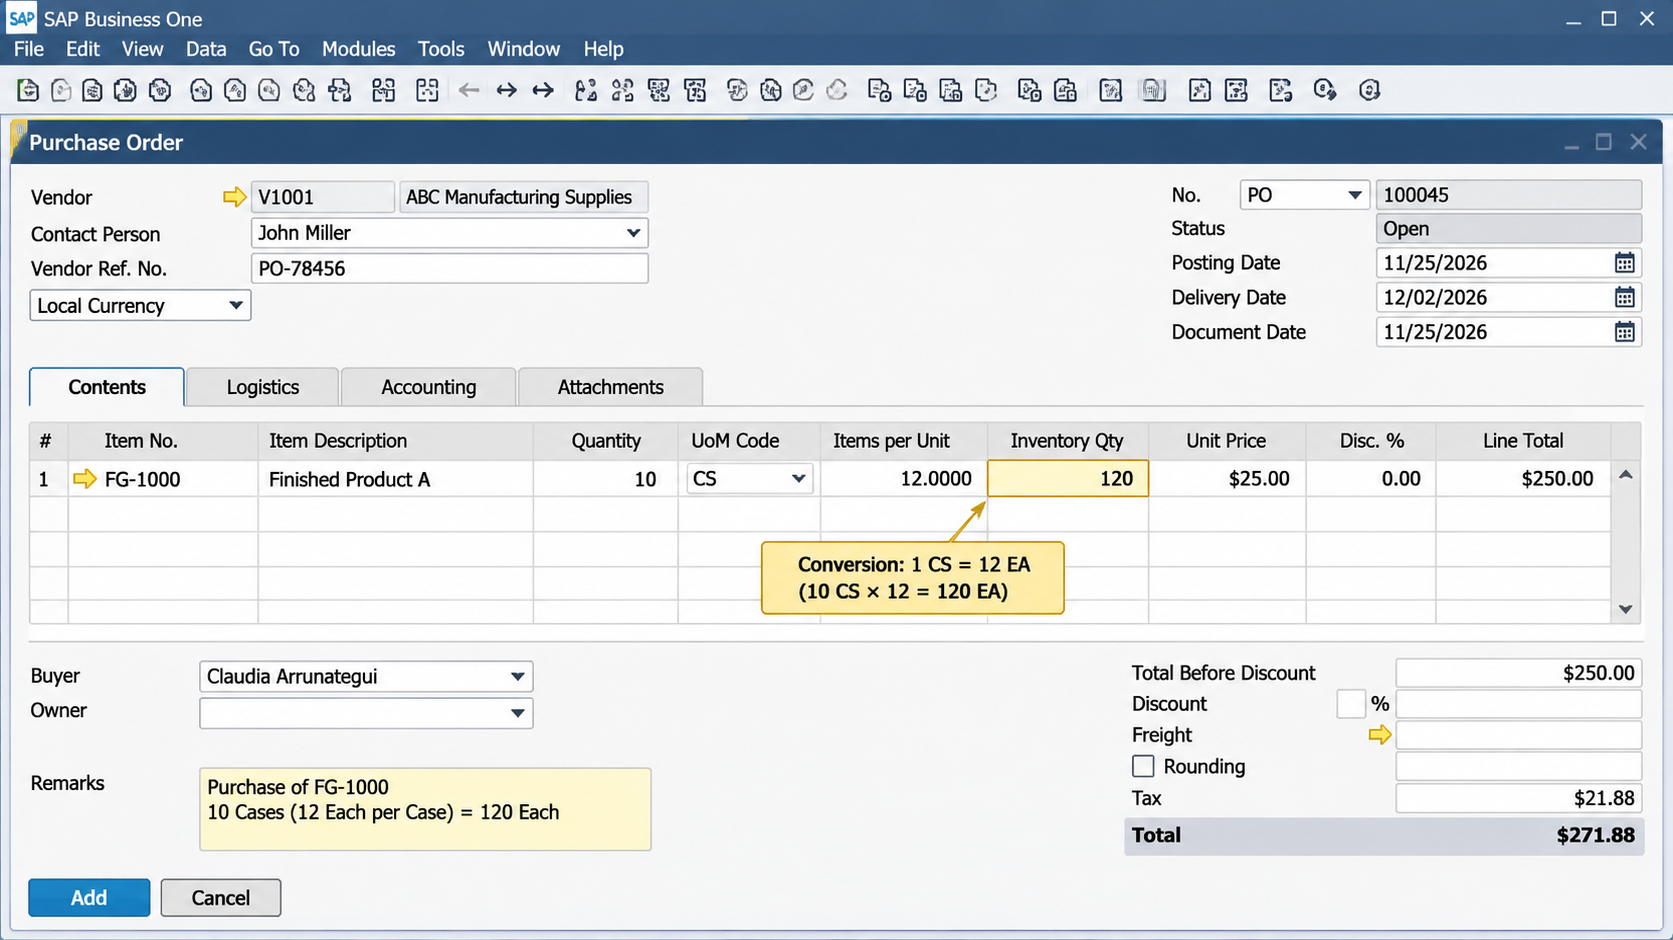 SAP SAP Business One
File Edit View Data Go To Modules Tools Window Help
Purchase Order
Vendor V1001 ABC Manufacturing Supplies
Contact Person John Miller
Vendor Ref. No. PO-78456
Local Currency
No. PO 100045
Status Open
Posting Date 11/25/2026
Delivery Date 12/02/2026
Document Date 11/25/2026
Contents Logistics Accounting Attachments
# Item No. Item Description Quantity UoM Code Items per Unit Inventory Qty Unit Price Disc. % Line Total
1 FG-1000 Finished Product A 10 CS 12.0000 120 $25.00 0.00 $250.00
Conversion: 1 CS = 12 EA
(10 CS × 12 = 120 EA)
Buyer Claudia Arrunategui
Owner
Remarks Purchase of FG-1000
10 Cases (12 Each per Case) = 120 Each
Total Before Discount $250.00
Discount %
Freight
Rounding
Tax $21.88
Total $271.88
Add Cancel